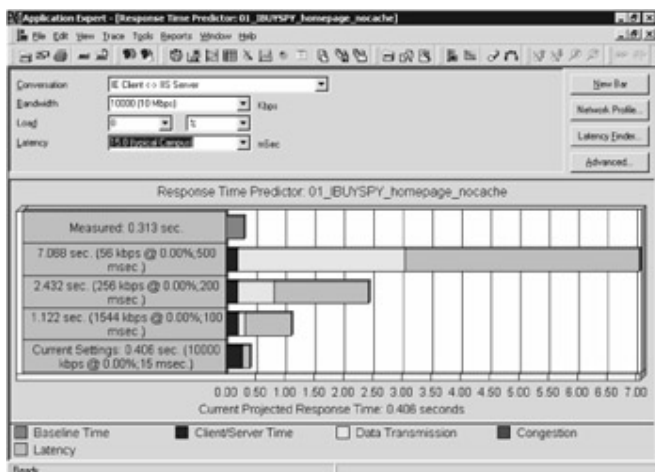 Application Expert - [Response Time Predictor: 01_IBUYSPY_homepage_nocache]
File Edit View Trace Tools Reports Window Help
Conversation
IE Client <-> IIS Server
New Bar
Bandwidth
10000 (10 Mbps)
Kbps
Network Profile...
Load
0
%
Latency
15.0 Typical Campus
mSec
Latency Finder...
Advanced...
Response Time Predictor: 01_IBUYSPY_homepage_nocache
Measured: 0.313 sec.
7.088 sec. (56 kbps @ 0.00%;500
msec.)
2.432 sec. (256 kbps @ 0.00%;200
msec.)
1.122 sec. (1544 kbps @ 0.00%;100
msec.)
Current Settings: 0.406 sec. (10000
kbps @ 0.00%;15 msec.)
0.00 0.50 1.00 1.50 2.00 2.50 3.00 3.50 4.00 4.50 5.00 5.50 6.00 6.50 7.00
Current Projected Response Time: 0.406 seconds
Baseline Time
Client/Server Time
Data Transmission
Congestion
Latency
Ready